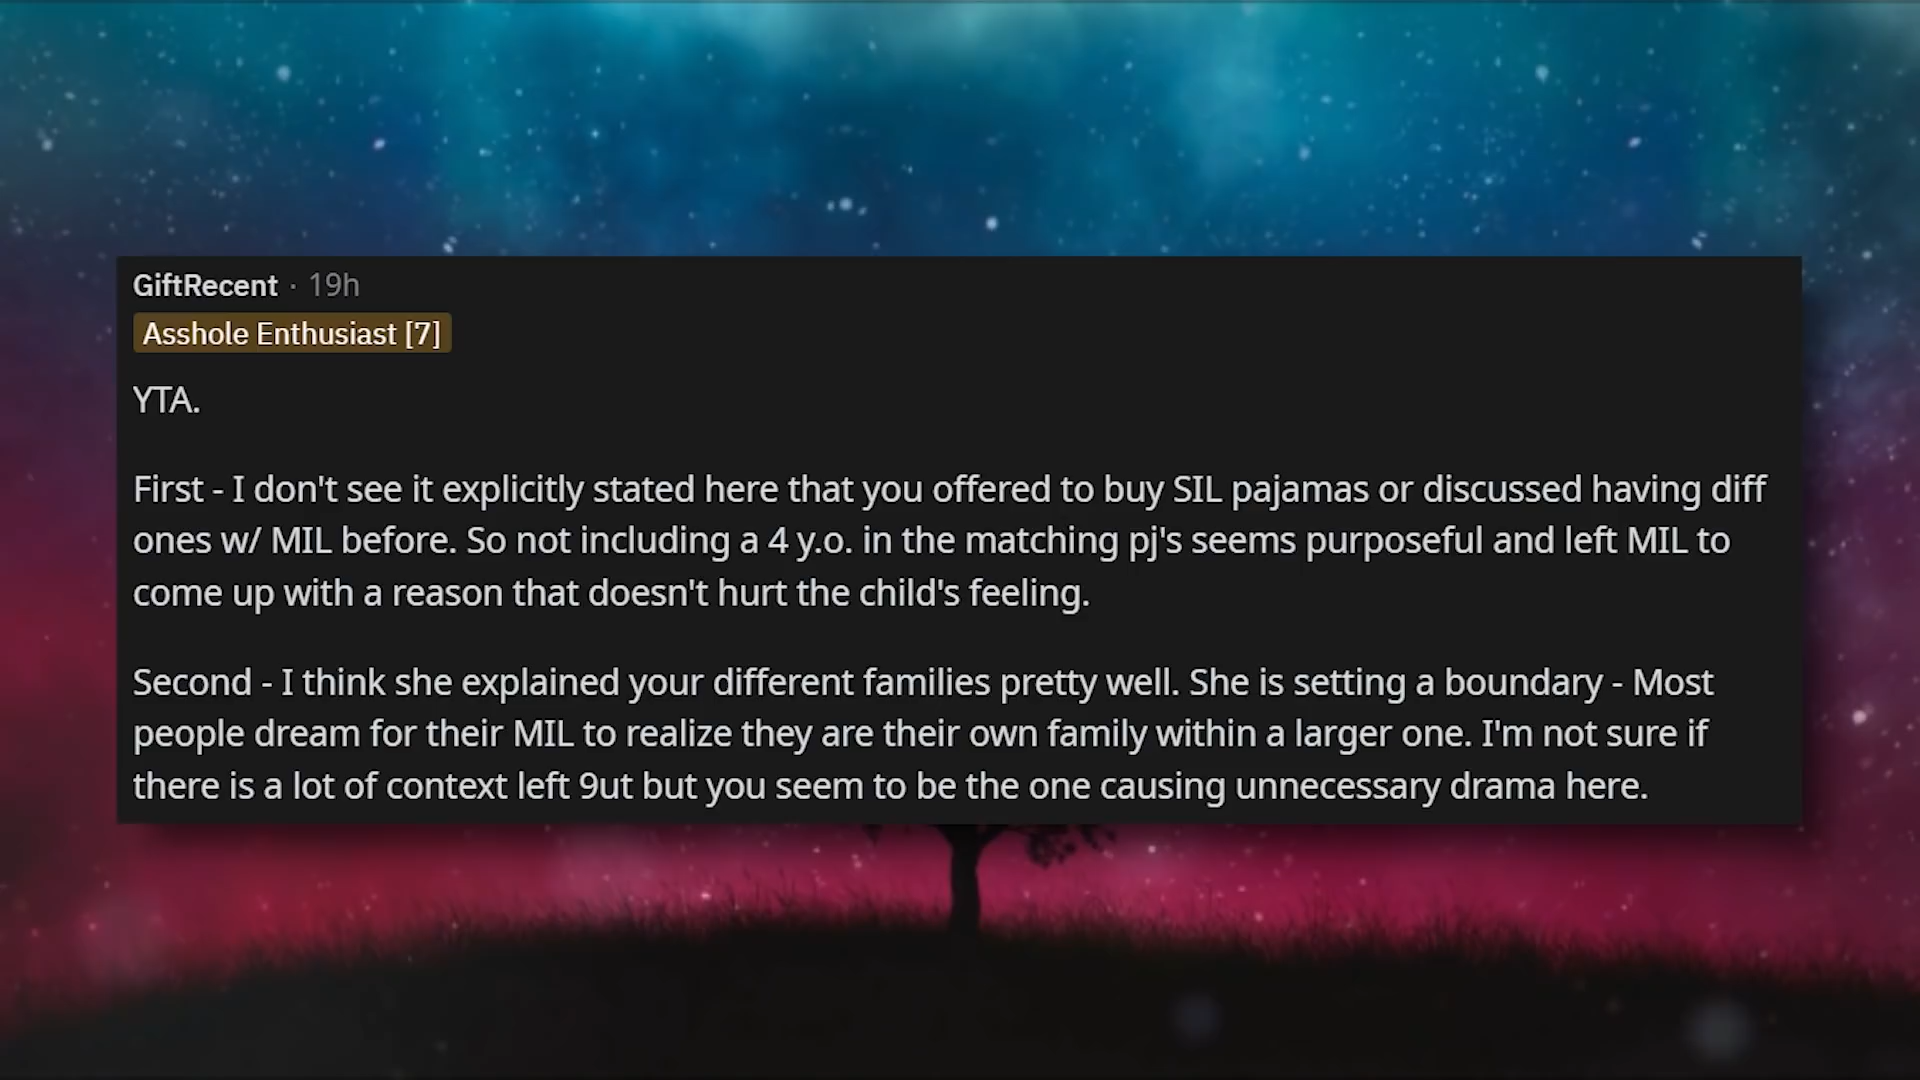 GiftRecent · 19h
Asshole Enthusiast [7]
YTA.
First - I don't see it explicitly stated here that you offered to buy SIL pajamas or discussed having diff
ones w/ MIL before. So not including a 4 y.o. in the matching pj's seems purposeful and left MIL to
come up with a reason that doesn't hurt the child's feeling.
Second - I think she explained your different families pretty well. She is setting a boundary - Most
people dream for their MIL to realize they are their own family within a larger one. I'm not sure if
there is a lot of context left 9ut but you seem to be the one causing unnecessary drama here.